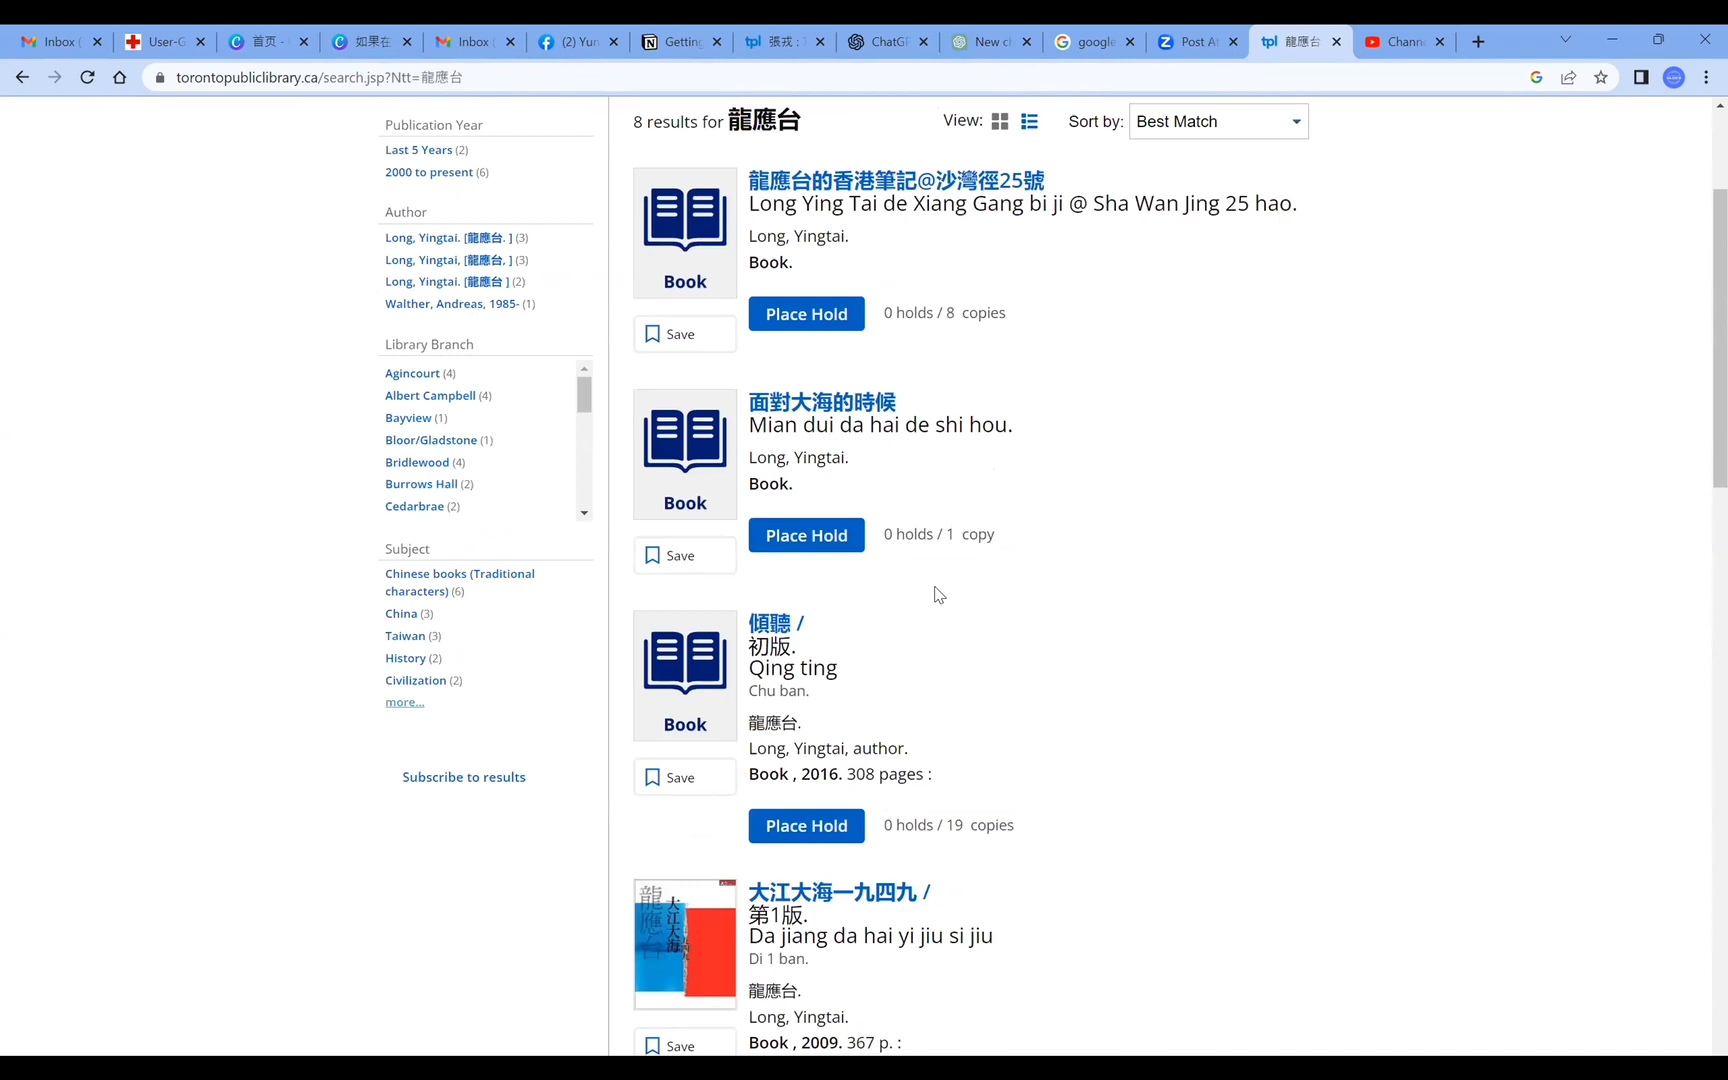 Inbox (
User-G
首页 -
如果在
Inbox (
(2) Yun
Getting
張戎 :
ChatGP
New ch
google
Post At
龍應台
Chann
torontopubliclibrary.ca/search.jsp?Ntt=龍應台
Publication Year
Last 5 Years (2)
2000 to present (6)
Author
Long, Yingtai. [龍應台. ] (3)
Long, Yingtai, [龍應台, ] (3)
Long, Yingtai. [龍應台 ] (2)
Walther, Andreas, 1985- (1)
Library Branch
Agincourt (4)
Albert Campbell (4)
Bayview (1)
Bloor/Gladstone (1)
Bridlewood (4)
Burrows Hall (2)
Cedarbrae (2)
Subject
Chinese books (Traditional
characters) (6)
China (3)
Taiwan (3)
History (2)
Civilization (2)
more...
Subscribe to results
8 results for 龍應台
View:
Sort by: Best Match
龍應台的香港筆記@沙灣徑25號
Long Ying Tai de Xiang Gang bi ji @ Sha Wan Jing 25 hao.
Long, Yingtai.
Book.
Book
Place Hold 0 holds / 8 copies
Save
面對大海的時候
Mian dui da hai de shi hou.
Long, Yingtai.
Book.
Book
Place Hold 0 holds / 1 copy
Save
傾聽 /
初版.
Qing ting
Chu ban.
龍應台.
Long, Yingtai, author.
Book , 2016. 308 pages :
Book
Save
Place Hold 0 holds / 19 copies
大江大海一九四九 /
第1版.
Da jiang da hai yi jiu si jiu
Di 1 ban.
龍應台.
Long, Yingtai.
Book , 2009. 367 p. :
龍應台
大江大海
Save